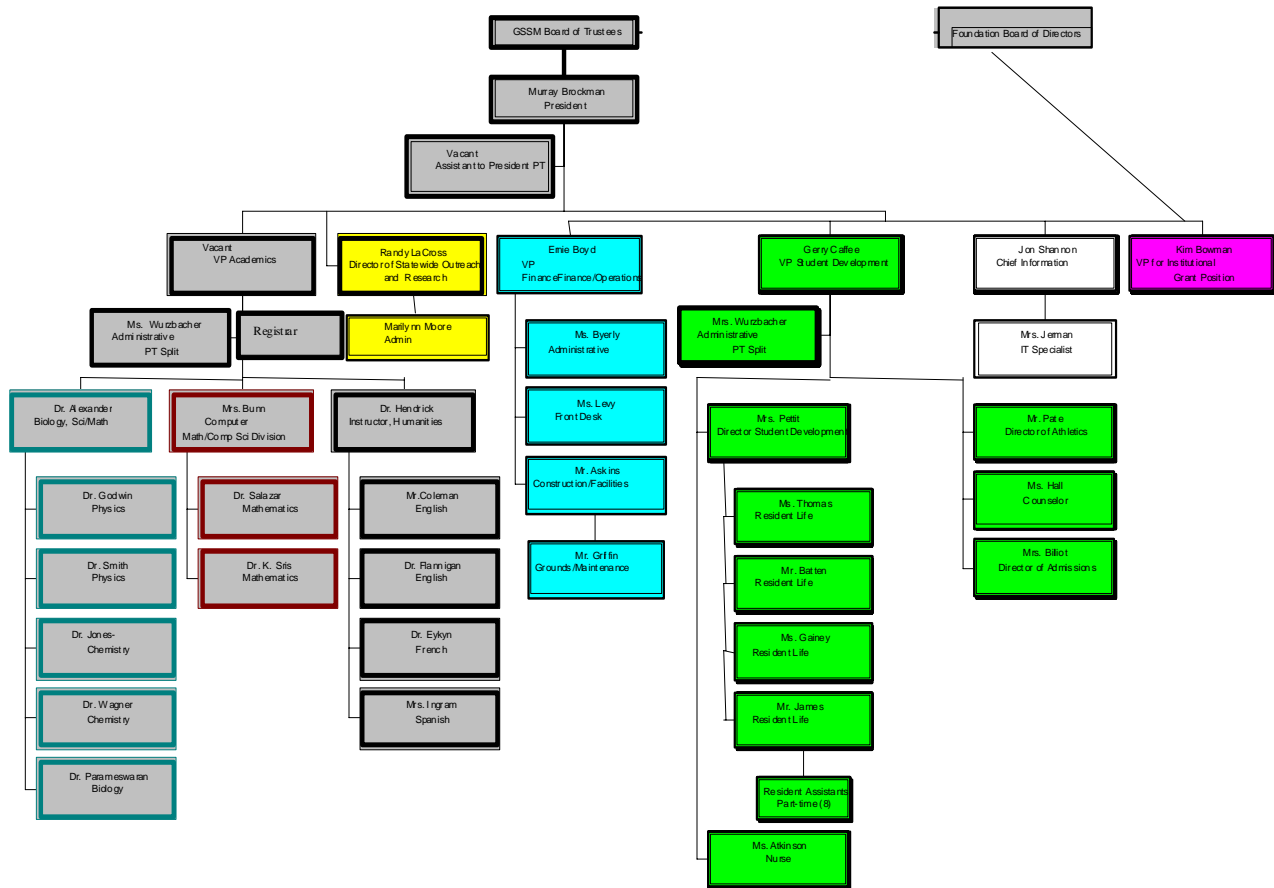 GSSM Board of Trustees
Foundation Board of Directors
Murray Brockman
President
Vacant
Assistant to President PT
Vacant
VP Academics
Randy LaCross
Director of Statewide Outreach
and Research
Ernie Boyd
VP
FinanceFinance/Operations
Gerry Caffee
VP Student Development
Jon Shannon
Chief Information
Kim Bowman
VP for Institutional
Grant Position
Ms. Wurzbacher
Administrative
PT Split
Registrar
Marilynn Moore
Admin
Ms. Byerly
Administrative
Mrs. Wurzbacher
Administrative
PT Split
Mrs. Jerman
IT Specialist
Dr. Alexander
Biology, Sci/Math
Mrs. Bunn
Computer
Math/Comp Sci Division
Dr. Hendrick
Instructor, Humanities
Ms. Levy
Front Desk
Mrs. Pettit
Director Student Development
Mr. Pate
Director of Athletics
Dr. Godwin
Physics
Dr. Salazar
Mathematics
Mr.Coleman
English
Mr. Askins
Construction/Facilities
Ms. Thomas
Resident Life
Ms. Hall
Counselor
Dr. Smith
Physics
Dr. K. Sris
Mathematics
Dr. Flannigan
English
Mr. Griffin
Grounds/Maintenance
Mr. Batten
Resident Life
Mrs. Billiot
Director of Admissions
Dr. Jones-
Chemistry
Dr. Eykyn
French
Ms. Gainey
Resident Life
Dr. Wagner
Chemistry
Mrs. Ingram
Spanish
Mr. James
Resident Life
Dr. Parameswaran
Biology
Resident Assistants
Part-time (8)
Ms. Atkinson
Nurse